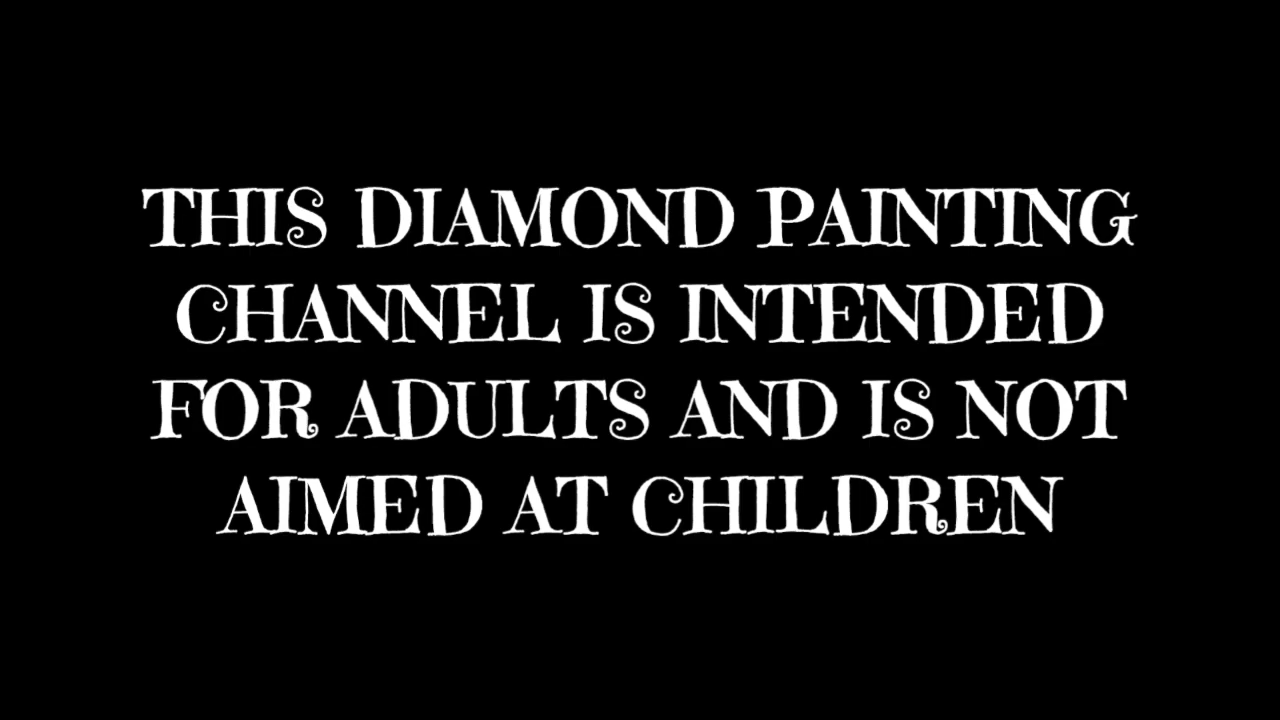 THIS DIAMOND PAINTING
CHANNEL IS INTENDED
FOR ADULTS AND IS NOT
AIMED AT CHILDREN